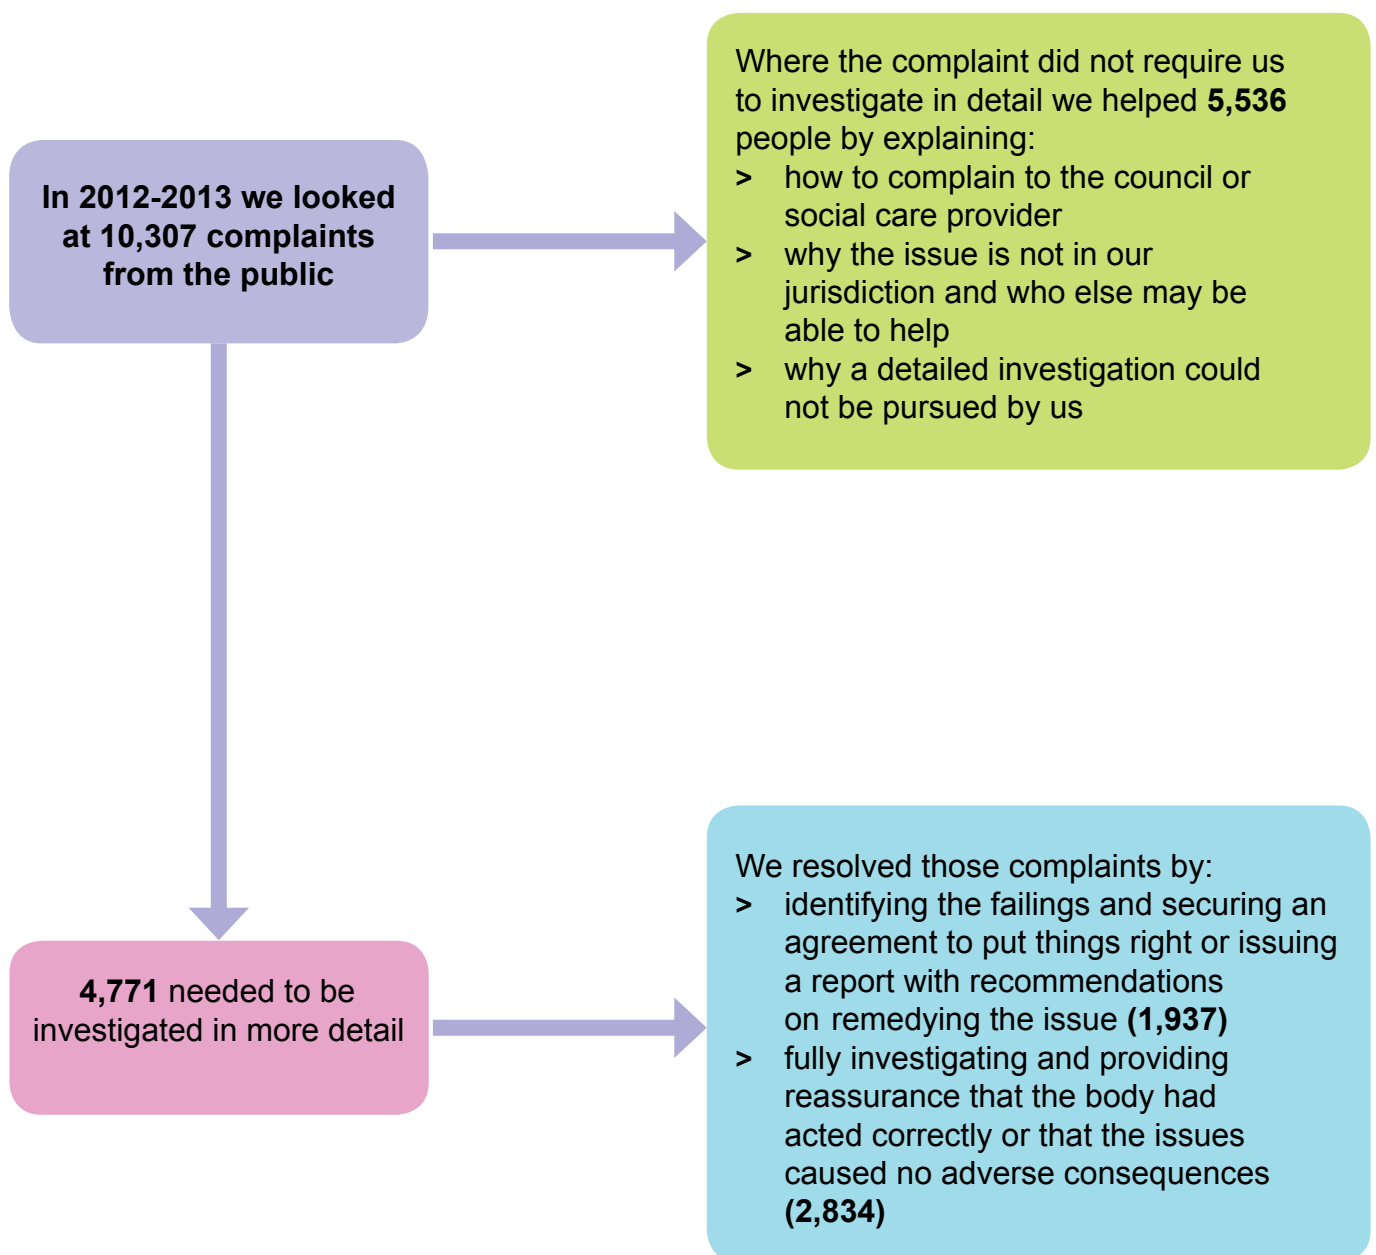 In 2012-2013 we looked
at 10,307 complaints
from the public
Where the complaint did not require us
to investigate in detail we helped 5,536
people by explaining:
> how to complain to the council or
social care provider
> why the issue is not in our
jurisdiction and who else may be
able to help
> why a detailed investigation could
not be pursued by us
4,771 needed to be
investigated in more detail
We resolved those complaints by:
> identifying the failings and securing an
agreement to put things right or issuing
a report with recommendations
on remedying the issue (1,937)
> fully investigating and providing
reassurance that the body had
acted correctly or that the issues
caused no adverse consequences
(2,834)